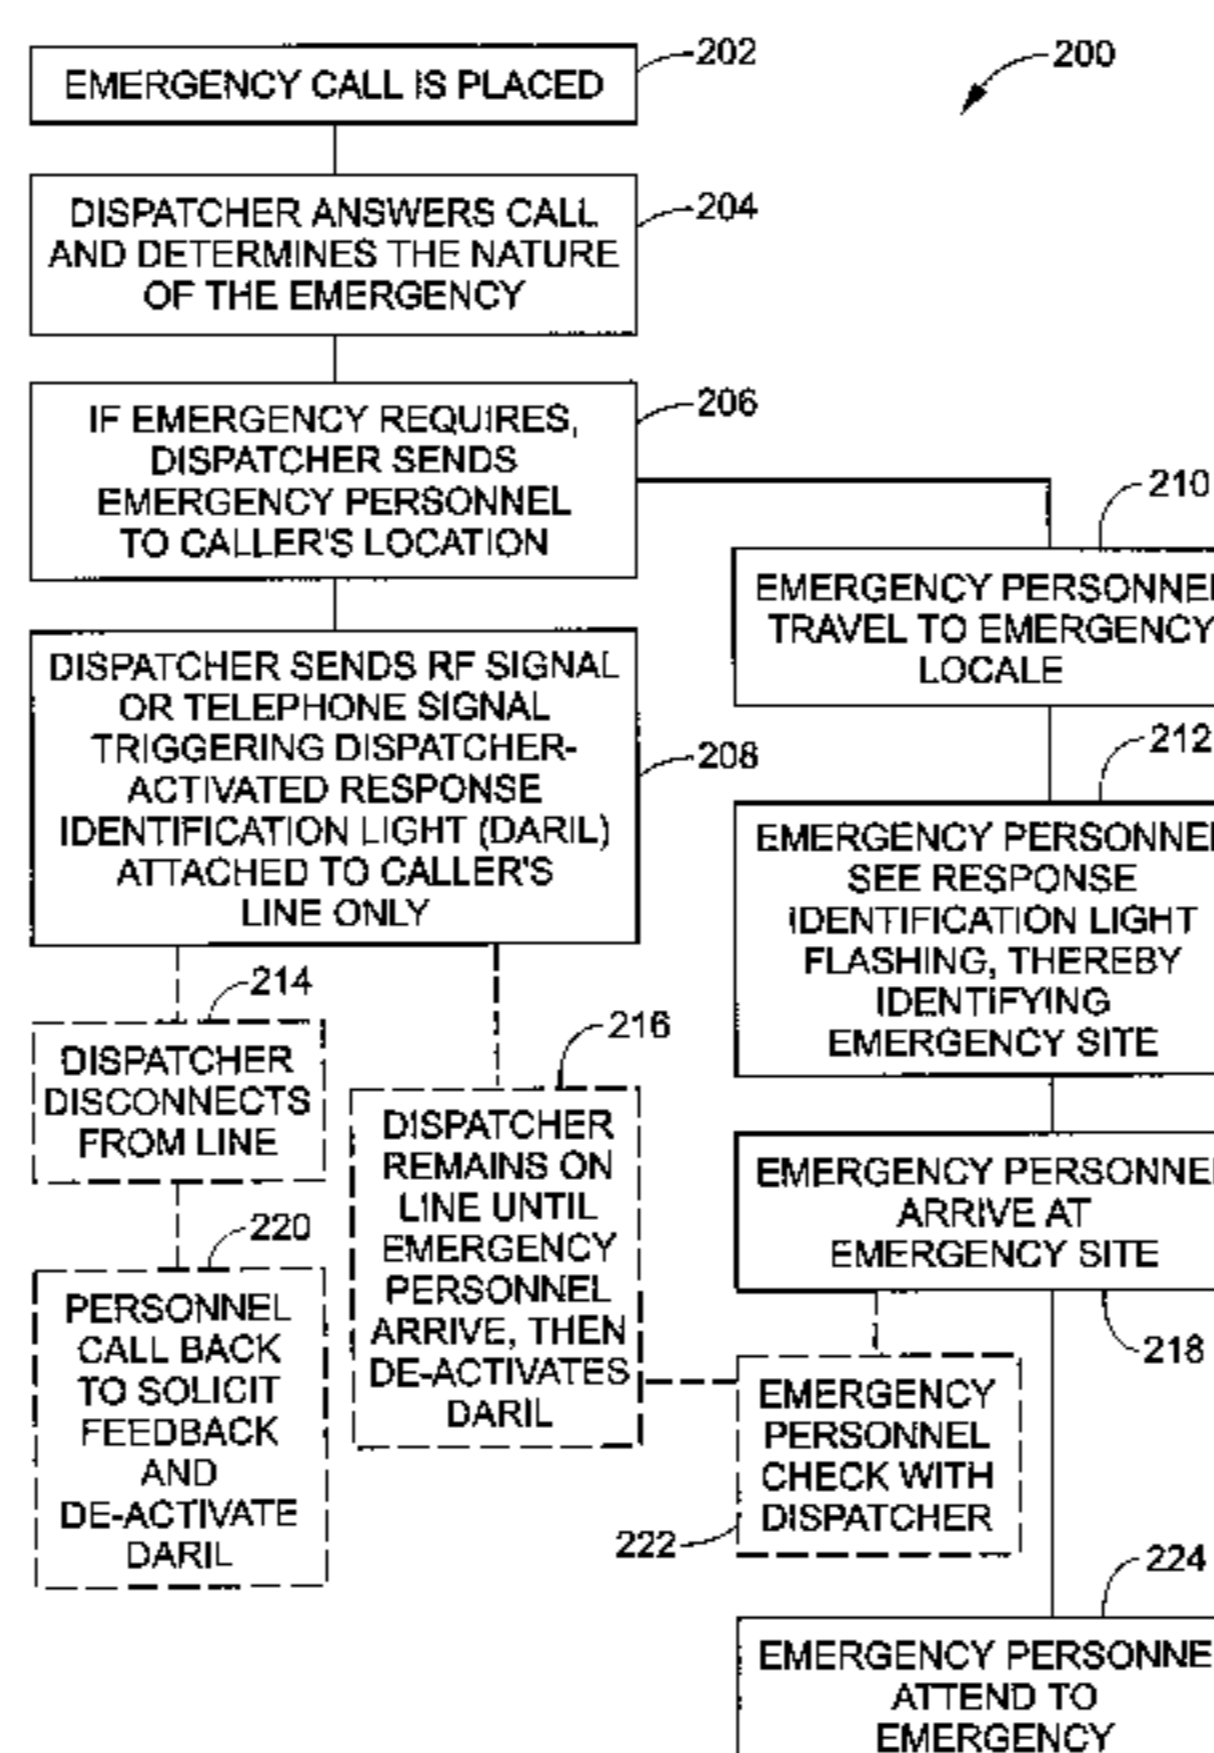 202
200
EMERGENCY CALL IS PLACED
204
DISPATCHER ANSWERS CALL
AND DETERMINES THE NATURE
OF THE EMERGENCY
206
IF EMERGENCY REQUIRES,
DISPATCHER SENDS
EMERGENCY PERSONNEL
TO CALLER'S LOCATION
210
EMERGENCY PERSONNEL
TRAVEL TO EMERGENCY
LOCALE
208
DISPATCHER SENDS RF SIGNAL
OR TELEPHONE SIGNAL
TRIGGERING DISPATCHER-
ACTIVATED RESPONSE
IDENTIFICATION LIGHT (DARIL)
ATTACHED TO CALLER'S
LINE ONLY
212
EMERGENCY PERSONNEL
SEE RESPONSE
IDENTIFICATION LIGHT
FLASHING, THEREBY
IDENTIFYING
EMERGENCY SITE
214
DISPATCHER
DISCONNECTS
FROM LINE
216
DISPATCHER
REMAINS ON
LINE UNTIL
EMERGENCY
PERSONNEL
ARRIVE, THEN
DE-ACTIVATES
DARIL
EMERGENCY PERSONNEL
ARRIVE AT
EMERGENCY SITE
218
220
PERSONNEL
CALL BACK
TO SOLICIT
FEEDBACK
AND
DE-ACTIVATE
DARIL
EMERGENCY
PERSONNEL
CHECK WITH
DISPATCHER
222
224
EMERGENCY PERSONNE
ATTEND TO
EMERGENCY